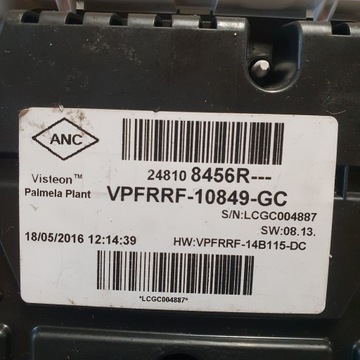 ANC
Visteon™
Palmela Plant
24810 8456R---
VPFRRF-10849-GC
S/N:LCGC004887
SW:08.13.
18/05/2016 12:14:39
HW:VPFRRF-14B115-DC
*LCGC004887*